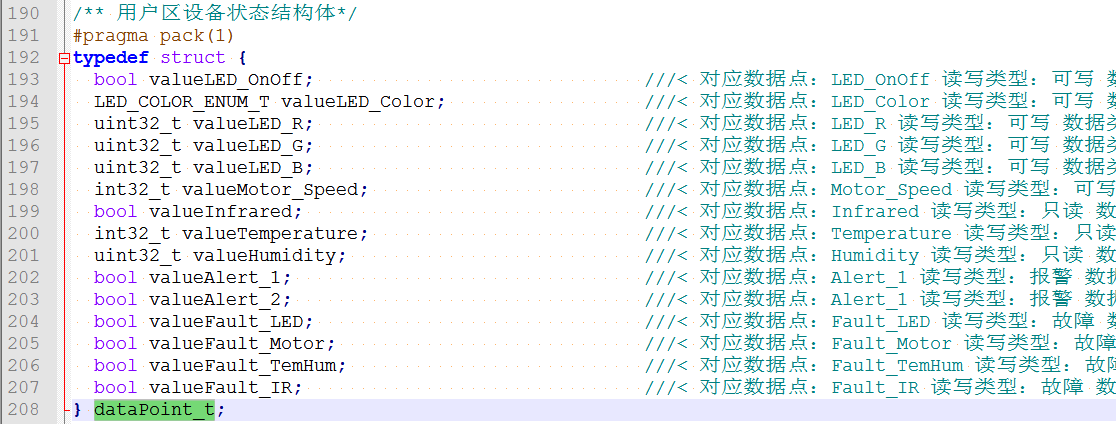 190 /** 用户区设备状态结构体*/
191 #pragma pack(1)
192 typedef struct {
193 bool valueLED_OnOff; ///< 对应数据点：LED_OnOff 读写类型：可写 数
194 LED_COLOR_ENUM_T valueLED_Color; ///< 对应数据点：LED_Color 读写类型：可写 数
195 uint32_t valueLED_R; ///< 对应数据点：LED_R 读写类型：可写 数据类
196 uint32_t valueLED_G; ///< 对应数据点：LED_G 读写类型：可写 数据类
197 uint32_t valueLED_B; ///< 对应数据点：LED_B 读写类型：可写 数据类
198 int32_t valueMotor_Speed; ///< 对应数据点：Motor_Speed 读写类型：可写
199 bool valueInfrared; ///< 对应数据点：Infrared 读写类型：只读 数
200 int32_t valueTemperature; ///< 对应数据点：Temperature 读写类型：只读
201 uint32_t valueHumidity; ///< 对应数据点：Humidity 读写类型：只读 数
202 bool valueAlert_1; ///< 对应数据点：Alert_1 读写类型：报警 数据
203 bool valueAlert_2; ///< 对应数据点：Alert_1 读写类型：报警 数据
204 bool valueFault_LED; ///< 对应数据点：Fault_LED 读写类型：故障 数
205 bool valueFault_Motor; ///< 对应数据点：Fault_Motor 读写类型：故障
206 bool valueFault_TemHum; ///< 对应数据点：Fault_TemHum 读写类型：故障
207 bool valueFault_IR; ///< 对应数据点：Fault_IR 读写类型：故障 数
208 } dataPoint_t;